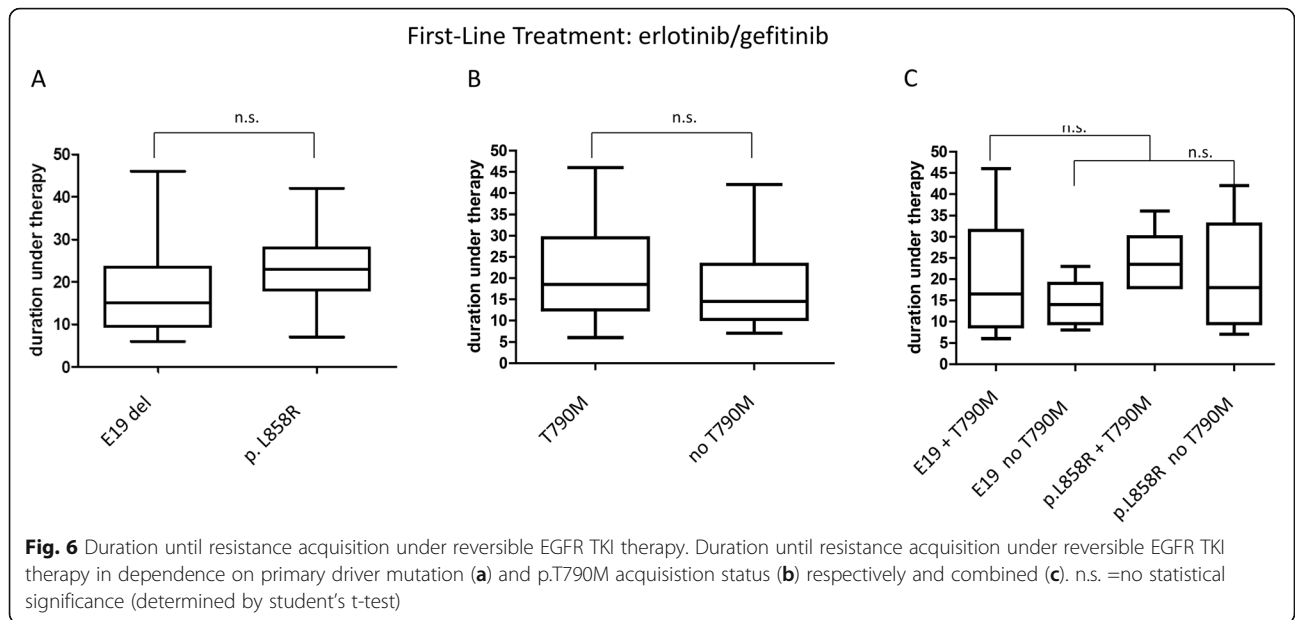 First-Line Treatment: erlotinib/gefitinib
A
n.s.
duration under therapy
50
40
30
20
10
0
E19 del
p. L858R
B
n.s.
duration under therapy
50
45
40
35
30
25
20
15
10
5
0
T790M
no T790M
C
n.s.
n.s.
duration under therapy
50
45
40
35
30
25
20
15
10
5
0
E19 + T790M
E19 no T790M
p.L858R + T790M
p.L858R no T790M
Fig. 6 Duration until resistance acquisition under reversible EGFR TKI therapy. Duration until resistance acquisition under reversible EGFR TKI
therapy in dependence on primary driver mutation (a) and p.T790M acquisistion status (b) respectively and combined (c). n.s. =no statistical
significance (determined by student's t-test)